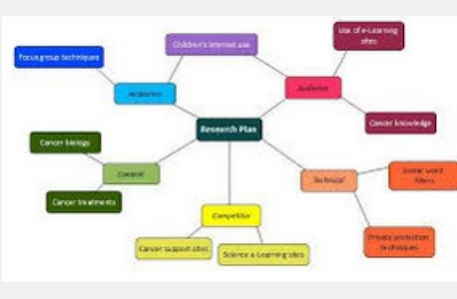 Children's internet use
Use of e-Learning
sites
Focus group techniques
Academic
Audience
Cancer knowledge
Research Plan
Cancer biology
Content
Cancer treatments
Technical
filters
Competitor
Cancer support sites
Science e-Learning sites
Privacy protection
techniques